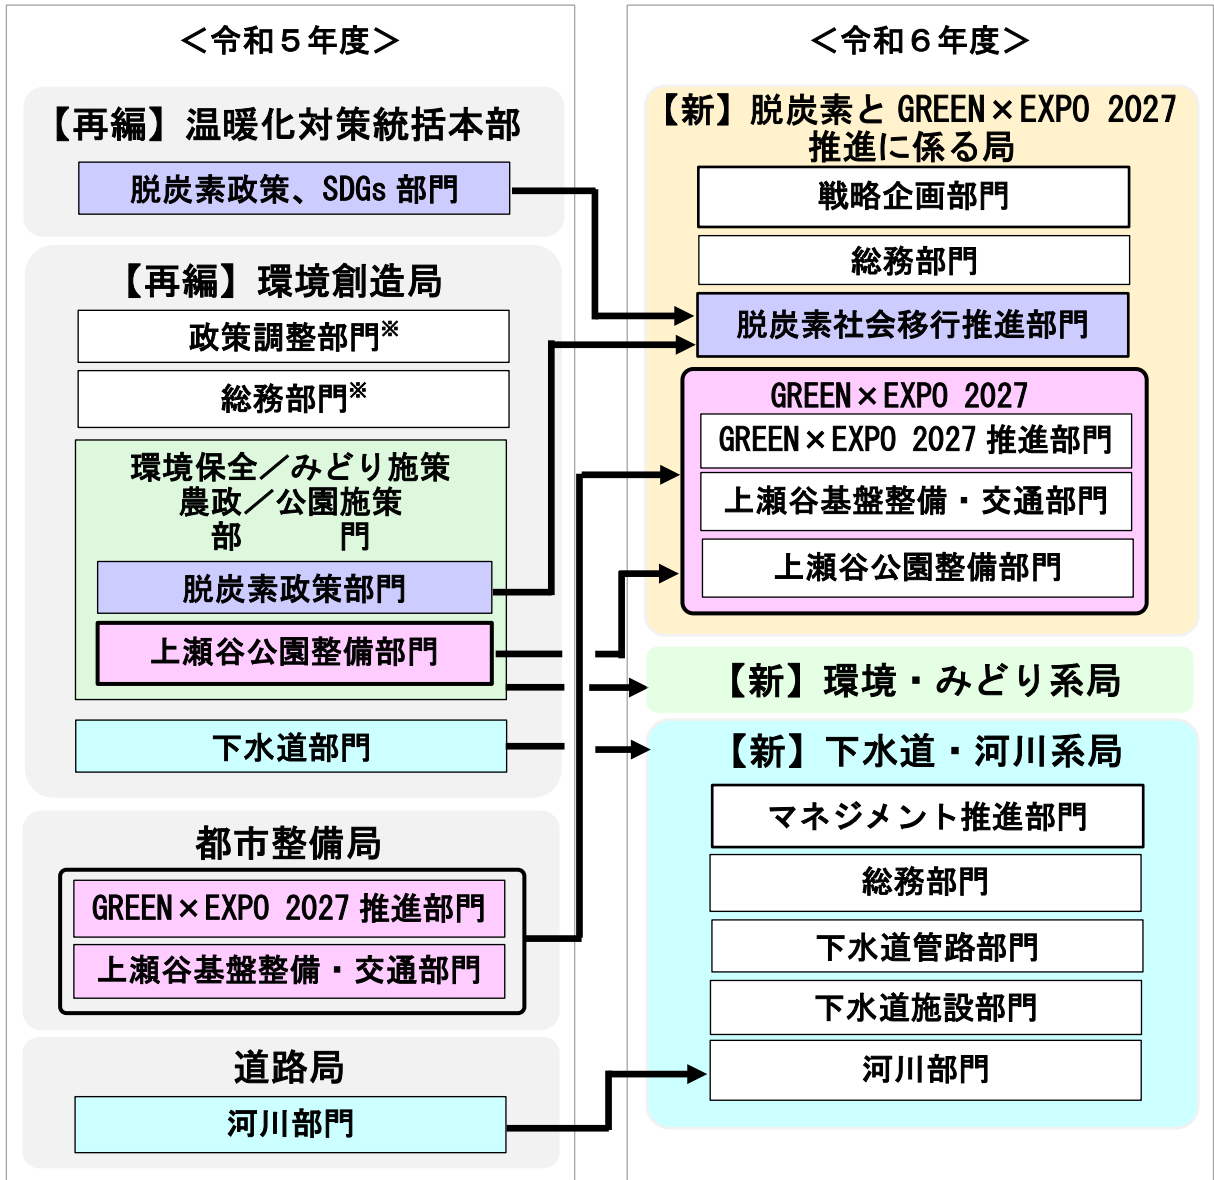 ＜令和５年度＞
【再編】温暖化対策統括本部
脱炭素政策、SDGs 部門
【再編】環境創造局
政策調整部門※
総務部門※
環境保全／みどり施策
農政／公園施策
部　　　門
脱炭素政策部門
上瀬谷公園整備部門
下水道部門
都市整備局
GREEN×EXPO 2027 推進部門
上瀬谷基盤整備・交通部門
道路局
河川部門
＜令和６年度＞
【新】脱炭素と GREEN×EXPO 2027
推進に係る局
戦略企画部門
総務部門
脱炭素社会移行推進部門
GREEN×EXPO 2027
GREEN×EXPO 2027 推進部門
上瀬谷基盤整備・交通部門
上瀬谷公園整備部門
【新】環境・みどり系局
【新】下水道・河川系局
マネジメント推進部門
総務部門
下水道管路部門
下水道施設部門
河川部門